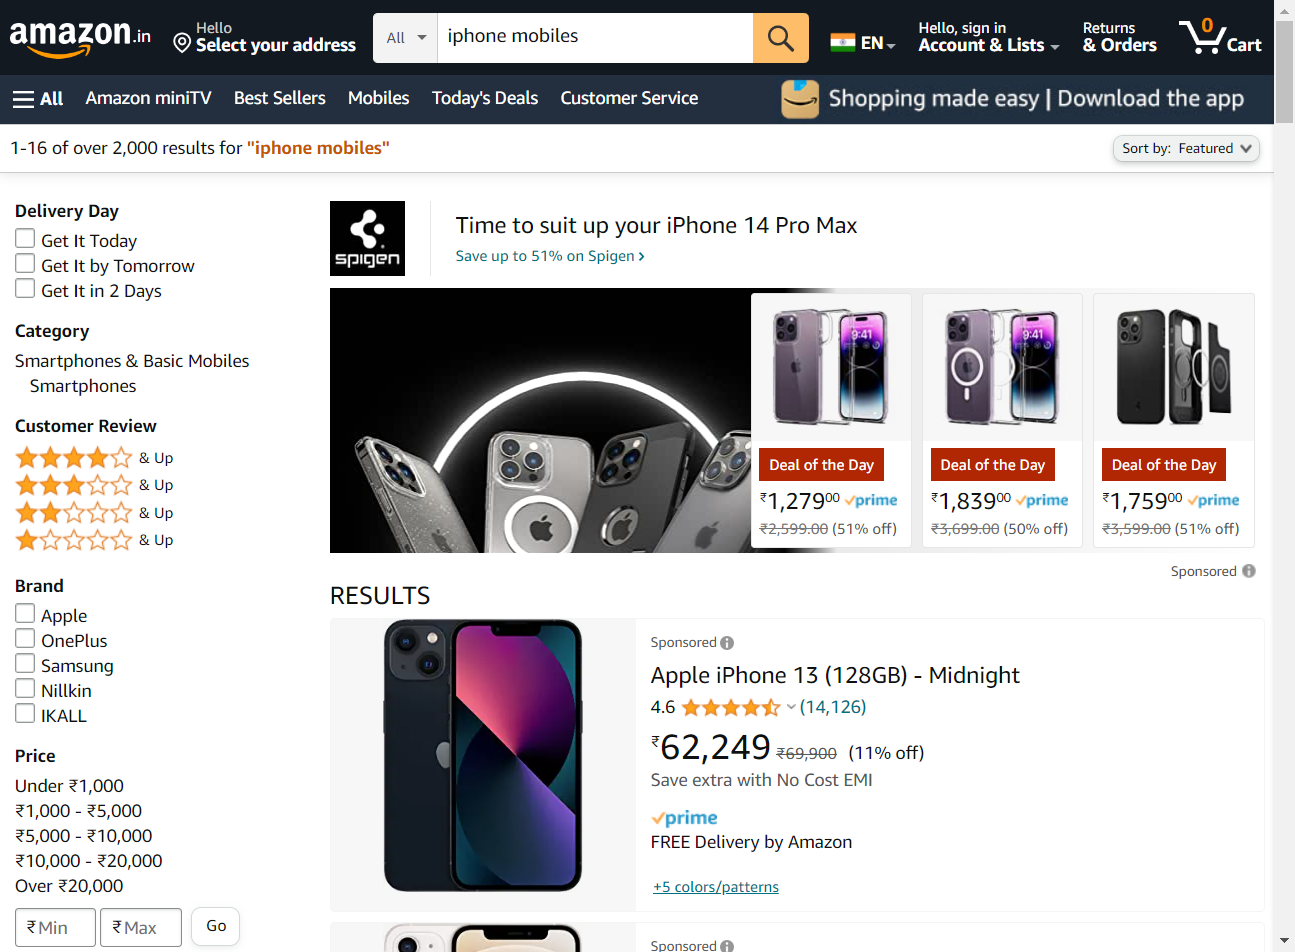 amazon.in
Hello
Select your address
All
iphone mobiles
EN
Hello, sign in
Account & Lists
Returns
& Orders
0
Cart
All
Amazon miniTV
Best Sellers
Mobiles
Today's Deals
Customer Service
Shopping made easy | Download the app
1-16 of over 2,000 results for "iphone mobiles"
Sort by: Featured
Delivery Day
Get It Today
Get It by Tomorrow
Get It in 2 Days
Category
Smartphones & Basic Mobiles
Smartphones
Customer Review
& Up
& Up
& Up
& Up
Brand
Apple
OnePlus
Samsung
Nillkin
IKALL
Price
Under ₹1,000
₹1,000 - ₹5,000
₹5,000 - ₹10,000
₹10,000 - ₹20,000
Over ₹20,000
₹ Min
₹ Max
Go
spigen
Time to suit up your iPhone 14 Pro Max
Save up to 51% on Spigen ›
9:41
Deal of the Day
₹1,27900 prime
₹2,599.00 (51% off)
9:41
Deal of the Day
₹1,83900 prime
₹3,699.00 (50% off)
Deal of the Day
₹1,75900 prime
₹3,599.00 (51% off)
Sponsored
RESULTS
Sponsored
Apple iPhone 13 (128GB) - Midnight
4.6 (14,126)
₹62,249 ₹69,900 (11% off)
Save extra with No Cost EMI
prime
FREE Delivery by Amazon
+5 colors/patterns
Sponsored